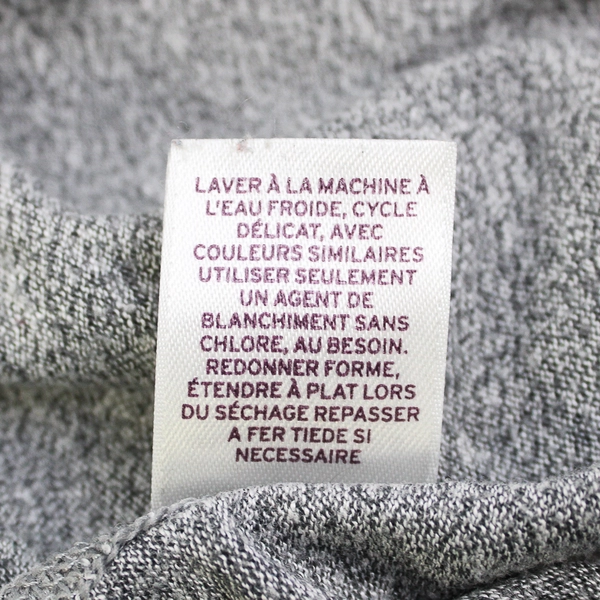 LAVER À LA MACHINE À
L'EAU FROIDE, CYCLE
DÉLICAT, AVEC
COULEURS SIMILAIRES
UTILISER SEULEMENT
UN AGENT DE
BLANCHIMENT SANS
CHLORE, AU BESOIN.
REDONNER FORME,
ÉTENDRE À PLAT LORS
DU SÉCHAGE REPASSER
A FER TIEDE SI
NECESSAIRE